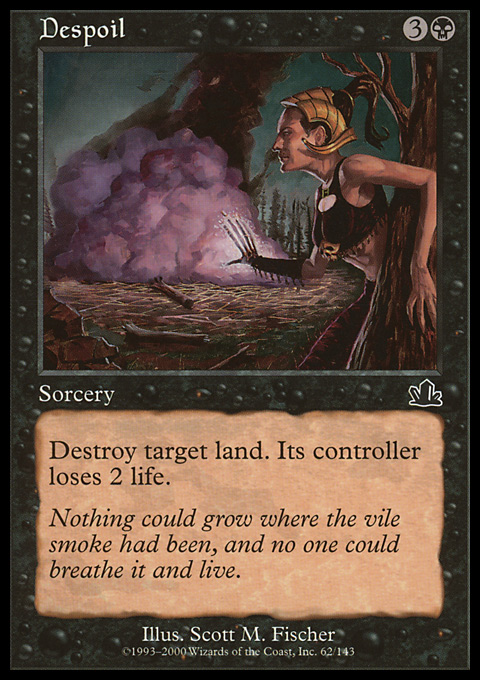 Despoil 3
Sorcery
Destroy target land. Its controller
loses 2 life.
Nothing could grow where the vile
smoke had been, and no one could
breathe it and live.
Illus. Scott M. Fischer
©1993–2000 Wizards of the Coast, Inc. 62/143